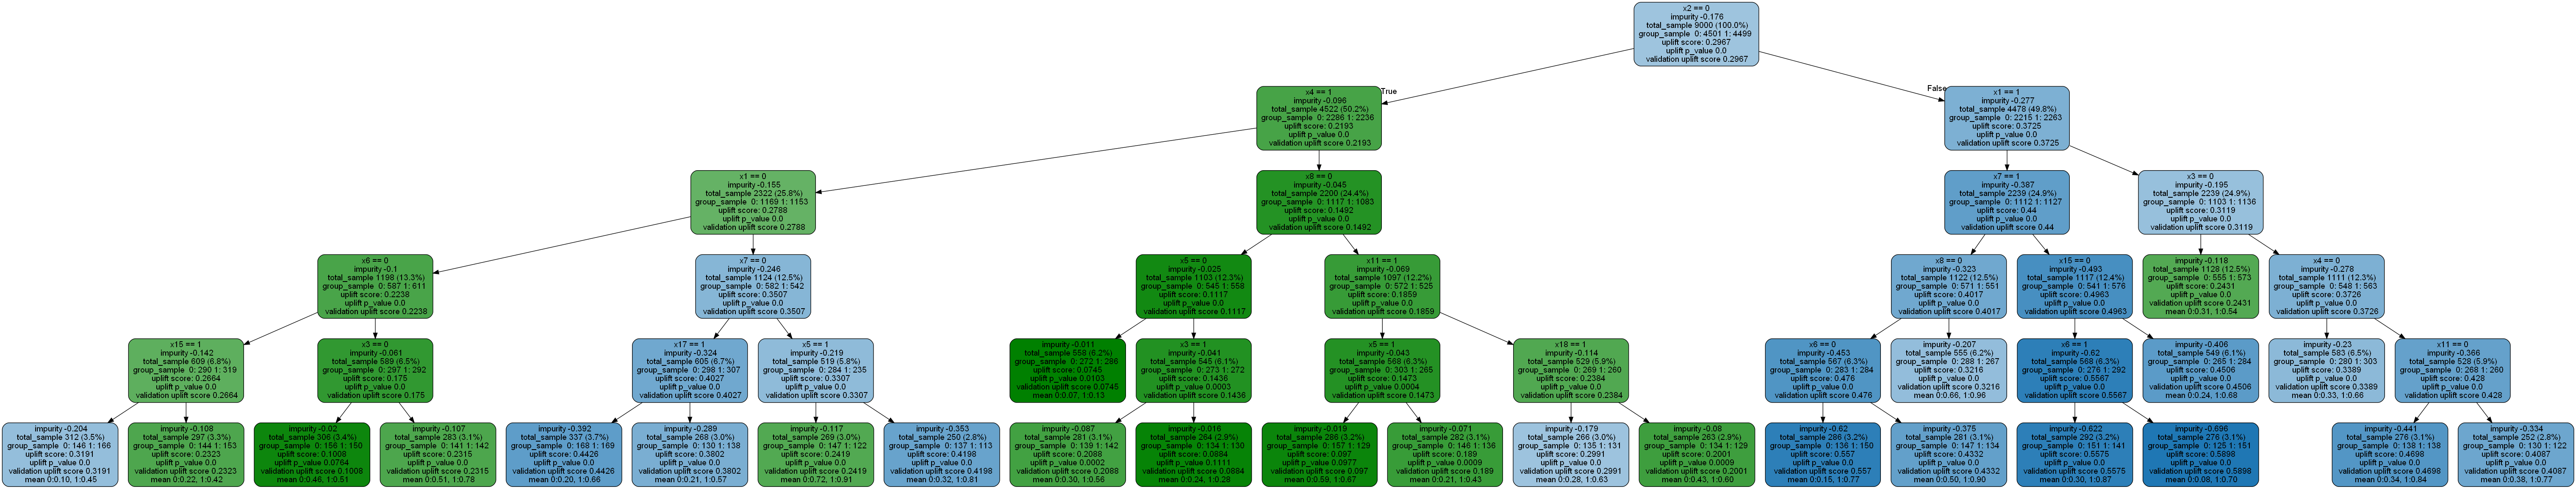 x2 == 0
impurity -0.176
total_sample 9000 (100.0%)
group_sample 0: 4501 1: 4499
uplift score: 0.2967
uplift p_value 0.0
validation uplift score 0.2967
True
False
x4 == 1
impurity -0.096
total_sample 4522 (50.2%)
group_sample 0: 2286 1: 2236
uplift score: 0.2193
uplift p_value 0.0
validation uplift score 0.2193
x1 == 1
impurity -0.277
total_sample 4478 (49.8%)
group_sample 0: 2215 1: 2263
uplift score: 0.3725
uplift p_value 0.0
validation uplift score 0.3725
x1 == 0
impurity -0.155
total_sample 2322 (25.8%)
group_sample 0: 1169 1: 1153
uplift score: 0.2788
uplift p_value 0.0
validation uplift score 0.2788
x8 == 0
impurity -0.045
total_sample 2200 (24.4%)
group_sample 0: 1117 1: 1083
uplift score: 0.1492
uplift p_value 0.0
validation uplift score 0.1492
x7 == 1
impurity -0.387
total_sample 2239 (24.9%)
group_sample 0: 1112 1: 1127
uplift score: 0.44
uplift p_value 0.0
validation uplift score 0.44
x3 == 0
impurity -0.195
total_sample 2239 (24.9%)
group_sample 0: 1103 1: 1136
uplift score: 0.3119
uplift p_value 0.0
validation uplift score 0.3119
x6 == 0
impurity -0.1
total_sample 1198 (13.3%)
group_sample 0: 587 1: 611
uplift score: 0.2238
uplift p_value 0.0
validation uplift score 0.2238
x7 == 0
impurity -0.246
total_sample 1124 (12.5%)
group_sample 0: 582 1: 542
uplift score: 0.3507
uplift p_value 0.0
validation uplift score 0.3507
x5 == 0
impurity -0.025
total_sample 1103 (12.3%)
group_sample 0: 545 1: 558
uplift score: 0.1117
uplift p_value 0.0
validation uplift score 0.1117
x11 == 1
impurity -0.069
total_sample 1097 (12.2%)
group_sample 0: 572 1: 525
uplift score: 0.1859
uplift p_value 0.0
validation uplift score 0.1859
x8 == 0
impurity -0.323
total_sample 1122 (12.5%)
group_sample 0: 571 1: 551
uplift score: 0.4017
uplift p_value 0.0
validation uplift score 0.4017
x15 == 0
impurity -0.493
total_sample 1117 (12.4%)
group_sample 0: 541 1: 576
uplift score: 0.4963
uplift p_value 0.0
validation uplift score 0.4963
impurity -0.118
total_sample 1128 (12.5%)
group_sample 0: 555 1: 573
uplift score: 0.2431
uplift p_value 0.0
validation uplift score 0.2431
mean 0:0.31, 1:0.54
x4 == 0
impurity -0.278
total_sample 1111 (12.3%)
group_sample 0: 548 1: 563
uplift score: 0.3726
uplift p_value 0.0
validation uplift score 0.3726
x15 == 1
impurity -0.142
total_sample 609 (6.8%)
group_sample 0: 290 1: 319
uplift score: 0.2664
uplift p_value 0.0
validation uplift score 0.2664
x3 == 0
impurity -0.061
total_sample 589 (6.5%)
group_sample 0: 297 1: 292
uplift score: 0.175
uplift p_value 0.0
validation uplift score 0.175
x17 == 1
impurity -0.324
total_sample 605 (6.7%)
group_sample 0: 298 1: 307
uplift score: 0.4027
uplift p_value 0.0
validation uplift score 0.4027
x5 == 1
impurity -0.219
total_sample 519 (5.8%)
group_sample 0: 284 1: 235
uplift score: 0.3307
uplift p_value 0.0
validation uplift score 0.3307
impurity -0.011
total_sample 558 (6.2%)
group_sample 0: 272 1: 286
uplift score: 0.0745
uplift p_value 0.0103
validation uplift score 0.0745
mean 0:0.07, 1:0.13
x3 == 1
impurity -0.041
total_sample 545 (6.1%)
group_sample 0: 273 1: 272
uplift score: 0.1436
uplift p_value 0.0003
validation uplift score 0.1436
x5 == 1
impurity -0.043
total_sample 568 (6.3%)
group_sample 0: 303 1: 265
uplift score: 0.1473
uplift p_value 0.0004
validation uplift score 0.1473
x18 == 1
impurity -0.114
total_sample 529 (5.9%)
group_sample 0: 269 1: 260
uplift score: 0.2384
uplift p_value 0.0
validation uplift score 0.2384
x6 == 0
impurity -0.453
total_sample 567 (6.3%)
group_sample 0: 283 1: 284
uplift score: 0.476
uplift p_value 0.0
validation uplift score 0.476
impurity -0.207
total_sample 555 (6.2%)
group_sample 0: 288 1: 267
uplift score: 0.3216
uplift p_value 0.0
validation uplift score 0.3216
mean 0:0.66, 1:0.96
x6 == 1
impurity -0.62
total_sample 568 (6.3%)
group_sample 0: 276 1: 292
uplift score: 0.5567
uplift p_value 0.0
validation uplift score 0.5567
impurity -0.406
total_sample 549 (6.1%)
group_sample 0: 265 1: 284
uplift score: 0.4506
uplift p_value 0.0
validation uplift score 0.4506
mean 0:0.24, 1:0.68
impurity -0.23
total_sample 583 (6.5%)
group_sample 0: 280 1: 303
uplift score: 0.3389
uplift p_value 0.0
validation uplift score 0.3389
mean 0:0.33, 1:0.66
x11 == 0
impurity -0.366
total_sample 528 (5.9%)
group_sample 0: 268 1: 260
uplift score: 0.428
uplift p_value 0.0
validation uplift score 0.428
impurity -0.204
total_sample 312 (3.5%)
group_sample 0: 146 1: 166
uplift score: 0.3191
uplift p_value 0.0
validation uplift score 0.3191
mean 0:0.10, 1:0.45
impurity -0.108
total_sample 297 (3.3%)
group_sample 0: 144 1: 153
uplift score: 0.2323
uplift p_value 0.0
validation uplift score 0.2323
mean 0:0.22, 1:0.42
impurity -0.02
total_sample 306 (3.4%)
group_sample 0: 156 1: 150
uplift score: 0.1008
uplift p_value 0.0764
validation uplift score 0.1008
mean 0:0.46, 1:0.51
impurity -0.107
total_sample 283 (3.1%)
group_sample 0: 141 1: 142
uplift score: 0.2315
uplift p_value 0.0
validation uplift score 0.2315
mean 0:0.51, 1:0.78
impurity -0.392
total_sample 337 (3.7%)
group_sample 0: 168 1: 169
uplift score: 0.4426
uplift p_value 0.0
validation uplift score 0.4426
mean 0:0.20, 1:0.66
impurity -0.289
total_sample 268 (3.0%)
group_sample 0: 130 1: 138
uplift score: 0.3802
uplift p_value 0.0
validation uplift score 0.3802
mean 0:0.21, 1:0.57
impurity -0.117
total_sample 269 (3.0%)
group_sample 0: 147 1: 122
uplift score: 0.2419
uplift p_value 0.0
validation uplift score 0.2419
mean 0:0.72, 1:0.91
impurity -0.353
total_sample 250 (2.8%)
group_sample 0: 137 1: 113
uplift score: 0.4198
uplift p_value 0.0
validation uplift score 0.4198
mean 0:0.32, 1:0.81
impurity -0.087
total_sample 281 (3.1%)
group_sample 0: 139 1: 142
uplift score: 0.2088
uplift p_value 0.0002
validation uplift score 0.2088
mean 0:0.30, 1:0.56
impurity -0.016
total_sample 264 (2.9%)
group_sample 0: 134 1: 130
uplift score: 0.0884
uplift p_value 0.1111
validation uplift score 0.0884
mean 0:0.24, 1:0.28
impurity -0.019
total_sample 286 (3.2%)
group_sample 0: 157 1: 129
uplift score: 0.097
uplift p_value 0.0977
validation uplift score 0.097
mean 0:0.59, 1:0.67
impurity -0.071
total_sample 282 (3.1%)
group_sample 0: 146 1: 136
uplift score: 0.189
uplift p_value 0.0009
validation uplift score 0.189
mean 0:0.21, 1:0.43
impurity -0.179
total_sample 266 (3.0%)
group_sample 0: 135 1: 131
uplift score: 0.2991
uplift p_value 0.0
validation uplift score 0.2991
mean 0:0.28, 1:0.63
impurity -0.08
total_sample 263 (2.9%)
group_sample 0: 134 1: 129
uplift score: 0.2001
uplift p_value 0.0
validation uplift score 0.2001
mean 0:0.43, 1:0.60
impurity -0.62
total_sample 286 (3.2%)
group_sample 0: 136 1: 150
uplift score: 0.557
uplift p_value 0.0
validation uplift score 0.557
mean 0:0.15, 1:0.77
impurity -0.375
total_sample 281 (3.1%)
group_sample 0: 147 1: 134
uplift score: 0.4332
uplift p_value 0.0
validation uplift score 0.4332
mean 0:0.50, 1:0.90
impurity -0.622
total_sample 292 (3.2%)
group_sample 0: 151 1: 141
uplift score: 0.5575
uplift p_value 0.0
validation uplift score 0.5575
mean 0:0.30, 1:0.87
impurity -0.696
total_sample 276 (3.1%)
group_sample 0: 125 1: 151
uplift score: 0.5898
uplift p_value 0.0
validation uplift score 0.5898
mean 0:0.08, 1:0.70
impurity -0.441
total_sample 276 (3.1%)
group_sample 0: 138 1: 138
uplift score: 0.4698
uplift p_value 0.0
validation uplift score 0.4698
mean 0:0.34, 1:0.84
impurity -0.334
total_sample 252 (2.8%)
group_sample 0: 130 1: 122
uplift score: 0.4087
uplift p_value 0.0
validation uplift score 0.4087
mean 0:0.38, 1:0.77